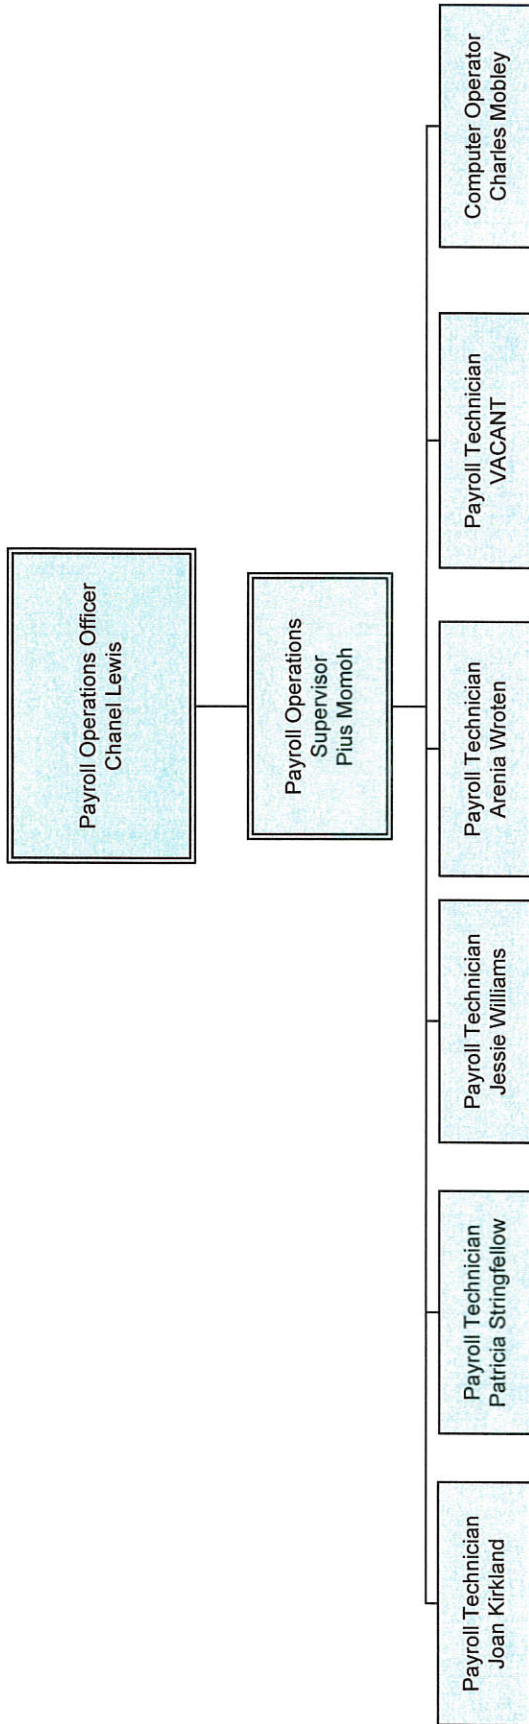 Payroll Operations Officer
Chanel Lewis
Payroll Operations
Supervisor
Pius Momoh
Payroll Technician
Joan Kirkland
Payroll Technician
Patricia Stringfellow
Payroll Technician
Jessie Williams
Payroll Technician
Arenia Wroten
Payroll Technician
VACANT
Computer Operator
Charles Mobley